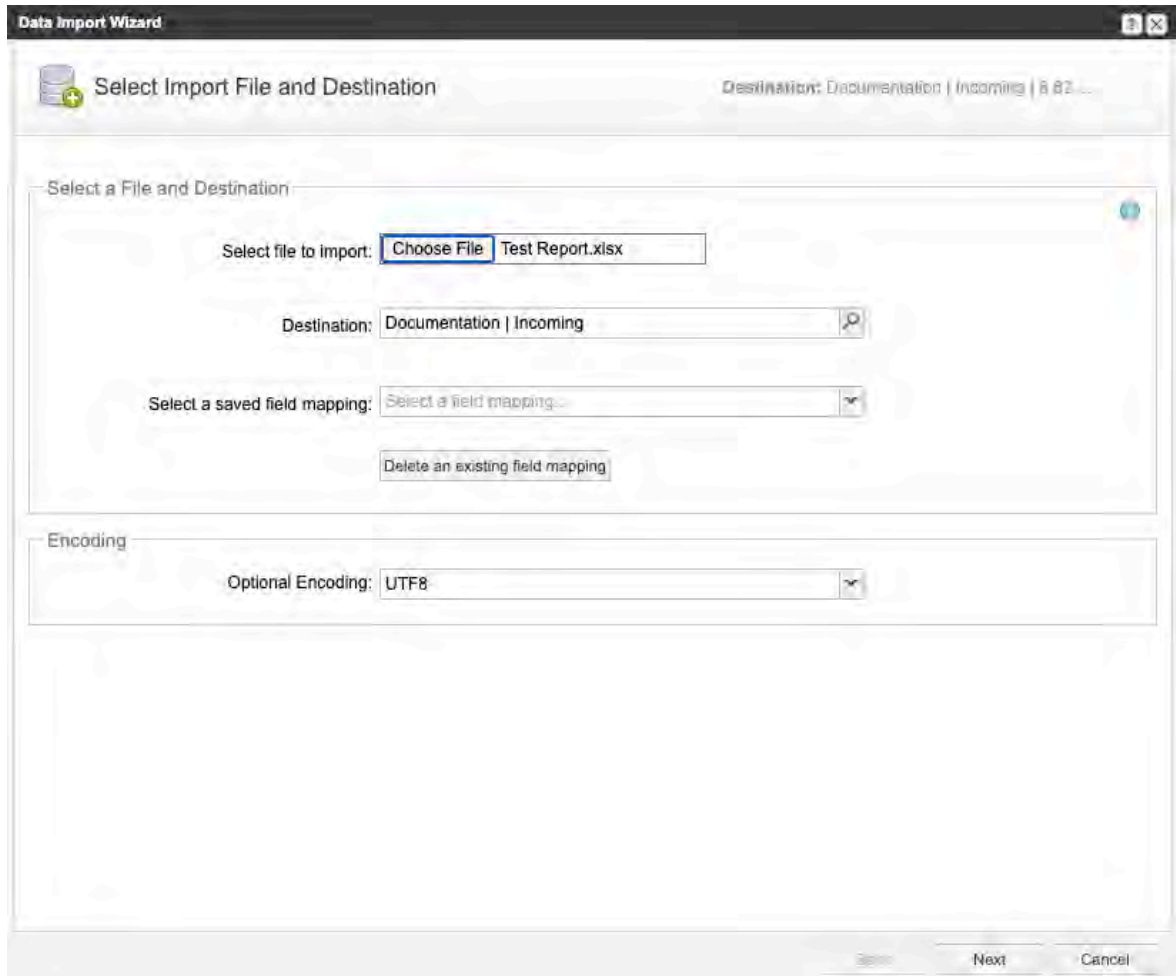 Data Import Wizard
Select Import File and Destination
Destination: Documentation | Incoming | 8.82 ...
Select a File and Destination
Select file to import: Choose File Test Report.xlsx
Destination: Documentation | Incoming
Select a saved field mapping: Select a field mapping...
Delete an existing field mapping
Encoding
Optional Encoding: UTF8
Next Cancel